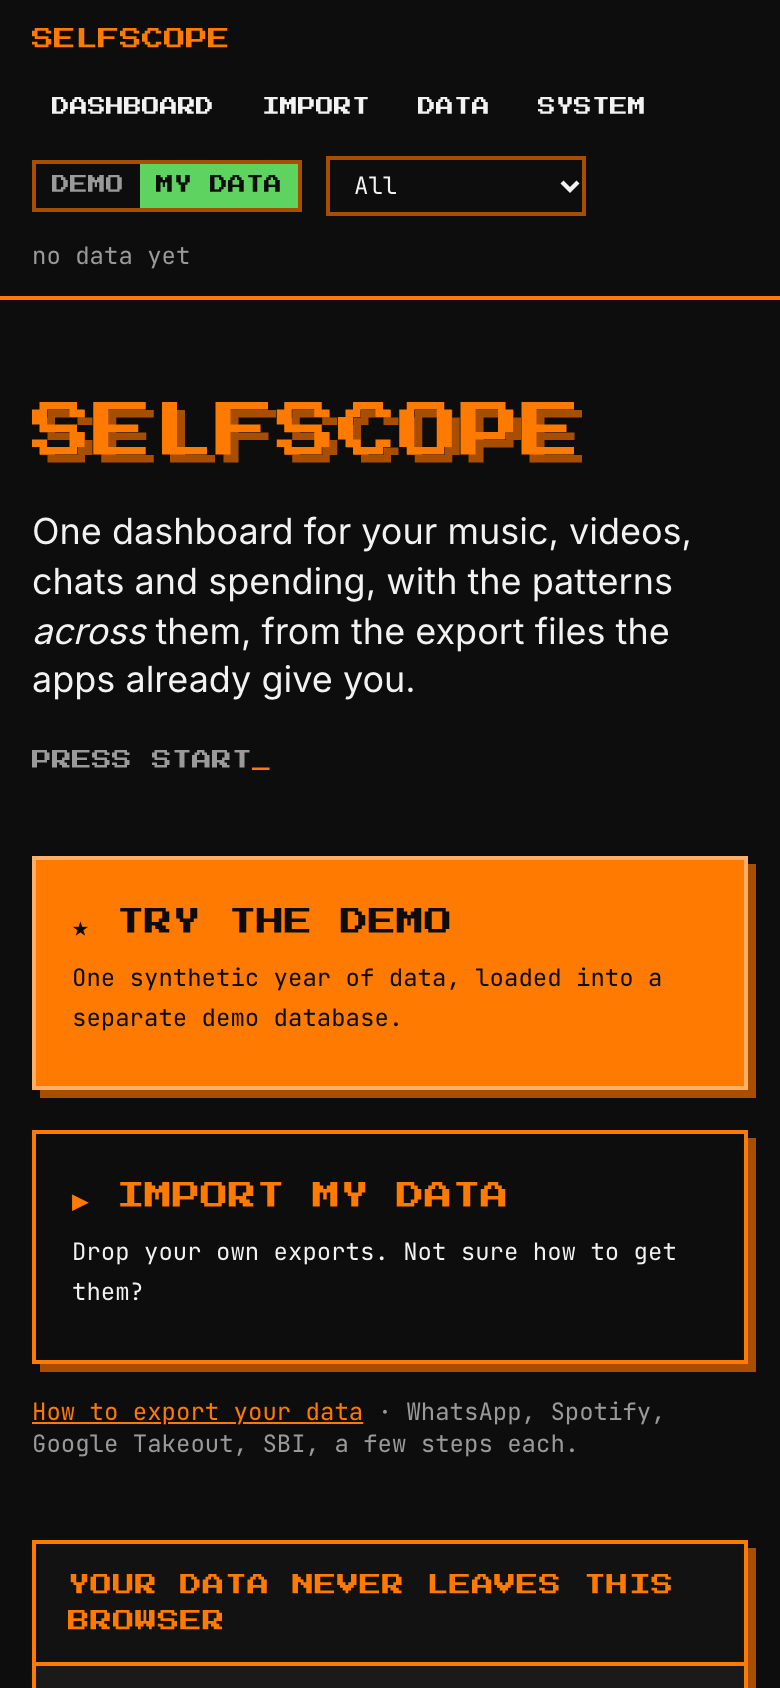 SELFSCOPE
DASHBOARD IMPORT DATA SYSTEM
DEMO MY DATA All
no data yet
SELFSCOPE
One dashboard for your music, videos,
chats and spending, with the patterns
across them, from the export files the
apps already give you.
PRESS START_
★ TRY THE DEMO
One synthetic year of data, loaded into a
separate demo database.
▶ IMPORT MY DATA
Drop your own exports. Not sure how to get
them?
How to export your data · WhatsApp, Spotify,
Google Takeout, SBI, a few steps each.
YOUR DATA NEVER LEAVES THIS
BROWSER